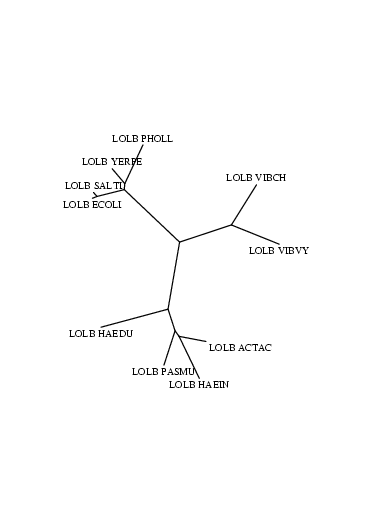 LOLB PHOLL
LOLB YERPE
LOLB VIBCH
LOLB SALTI
LOLB ECOLI
LOLB VIBVY
LOLB HAEDU
LOLB ACTAC
LOLB PASMU
LOLB HAEIN